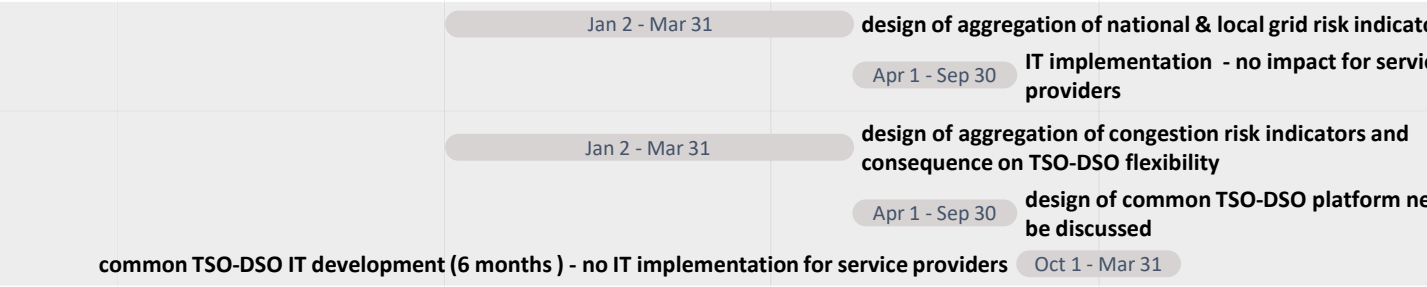 Jan 2 - Mar 31 design of aggregation of national & local grid risk
Apr 1 - Sep 30 IT implementation - no impact for
providers
Jan 2 - Mar 31 design of aggregation of congestion risk indicators and
consequence on TSO-DSO flexibility
Apr 1 - Sep 30 design of common TSO-DSO platform
be discussed
common TSO-DSO IT development (6 months ) - no IT implementation for service providers Oct 1 - Mar 31